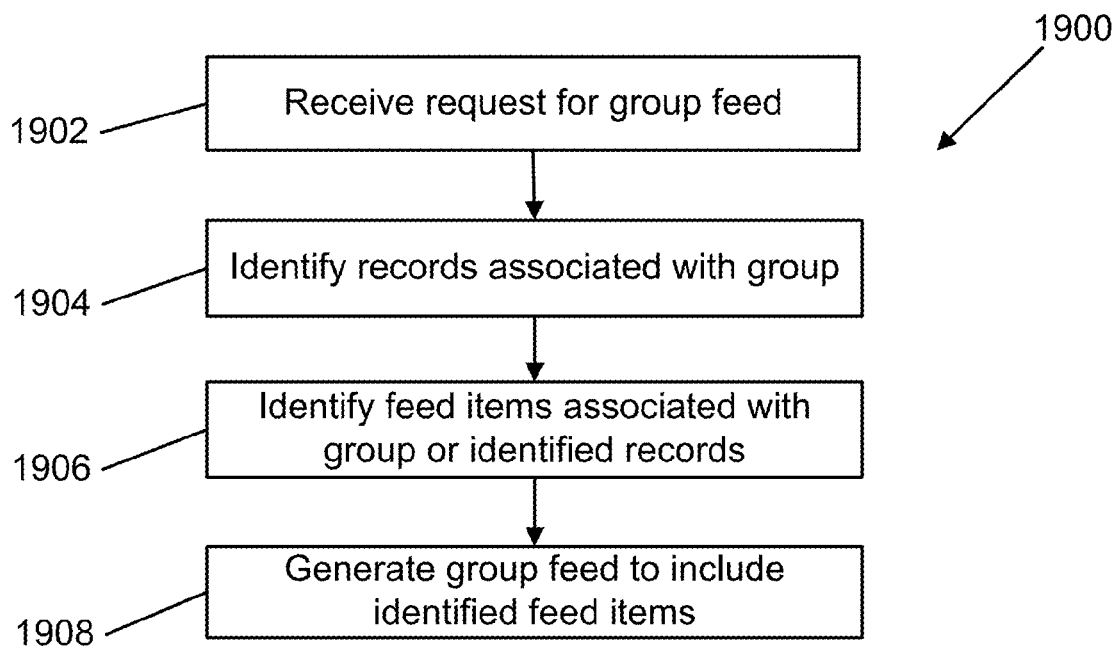 1900
Receive request for group feed
1902
Identify records associated with group
1904
Identify feed items associated with
group or identified records
1906
Generate group feed to include
identified feed items
1908